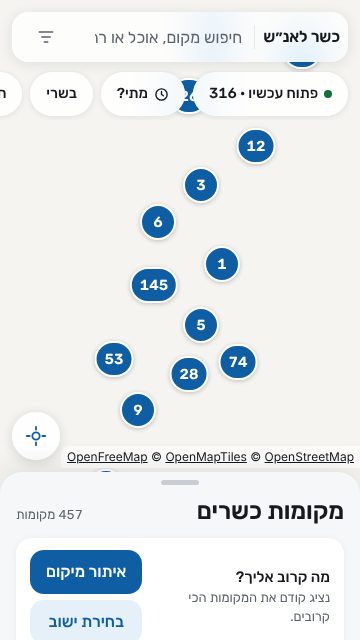 כשר לאנ״ש
חיפוש מקום, אוכל או
פתוח עכשיו · 316
מתי?
בשרי
12
3
6
1
145
5
53
28
74
9
OpenFreeMap © OpenMapTiles © OpenStreetMap
מקומות כשרים
457 מקומות
מה קרוב אליך?
נציג קודם את המקומות הכי
קרובים.
איתור מיקום
בחירת ישוב